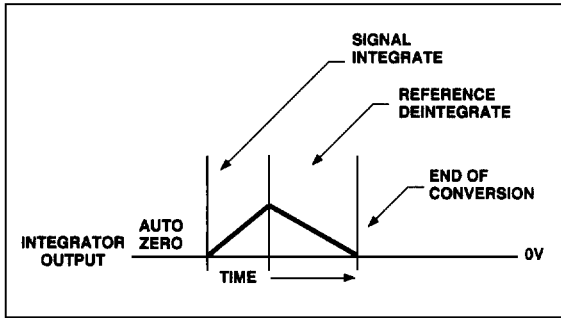 SIGNAL
INTEGRATE
REFERENCE
DEINTEGRATE
END OF
CONVERSION
AUTO
ZERO
INTEGRATOR
OUTPUT
0V
TIME